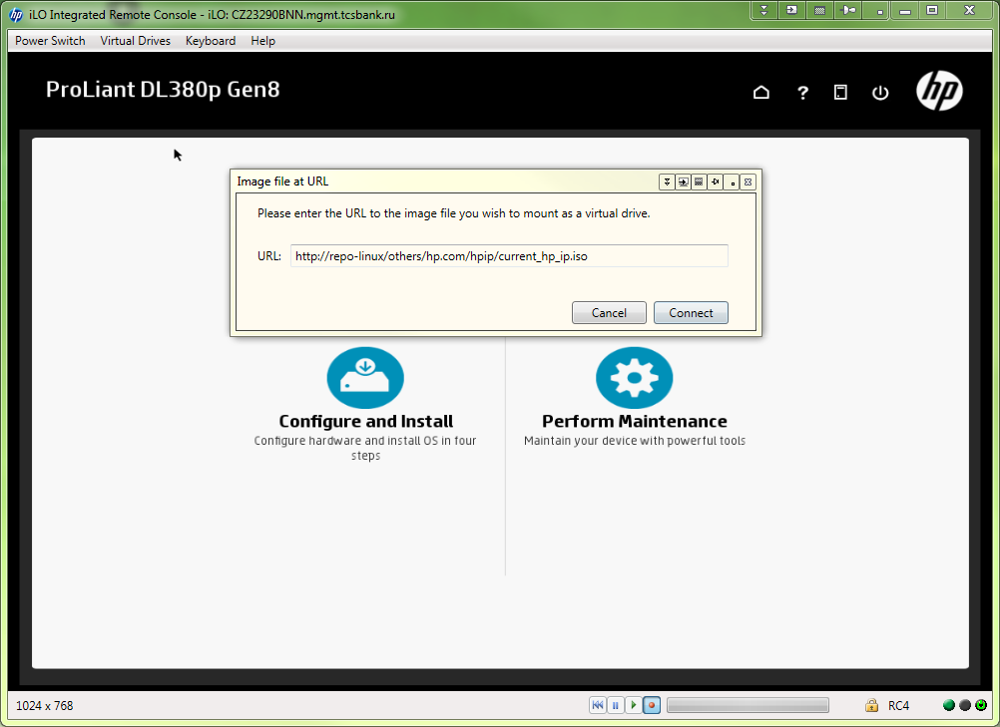 iLO Integrated Remote Console - iLO: CZ23290BNN.mgmt.tcsbank.ru
Power Switch Virtual Drives Keyboard Help
ProLiant DL380p Gen8
?
hp
Image file at URL
Please enter the URL to the image file you wish to mount as a virtual drive.
URL: http://repo-linux/others/hp.com/hpip/current_hp_ip.iso
Cancel Connect
Configure and Install
Configure hardware and install OS in four
steps
Perform Maintenance
Maintain your device with powerful tools
1024 x 768
RC4